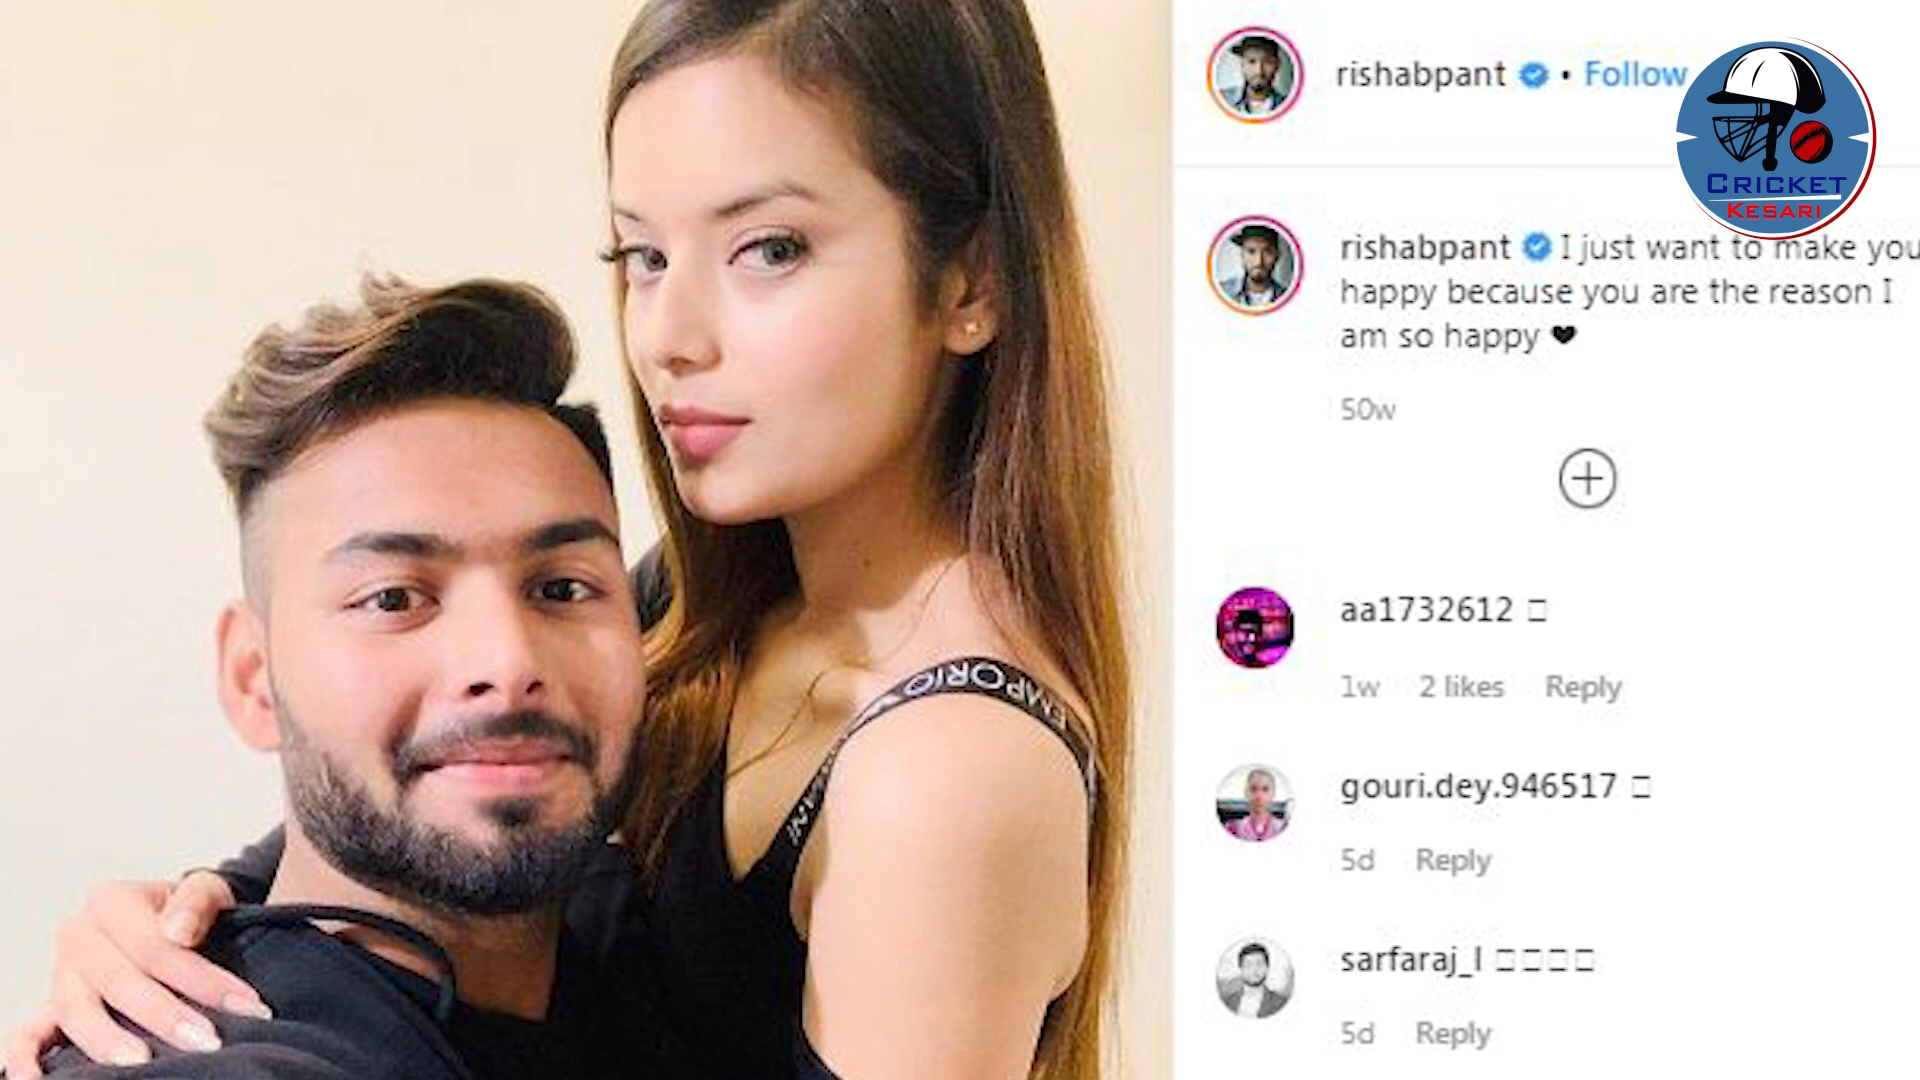 rishabpant • Follow
CRICKET
KESARI
rishabpant I just want to make you
happy because you are the reason I
am so happy 🖤
50w
EMPORIO
aa1732612
1w 2 likes Reply
gouri.dey.946517
5d Reply
sarfaraj_l
5d Reply